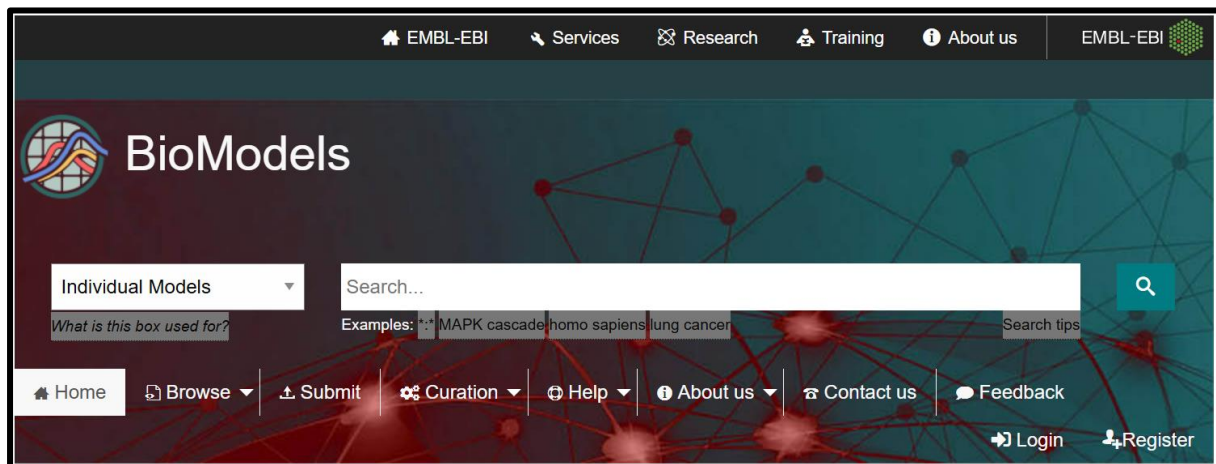 EMBL-EBI Services Research Training About us EMBL-EBI
BioModels
Individual Models Search...
What is this box used for? Examples: *:* MAPK cascade homo sapiens lung cancer Search tips
Home Browse Submit Curation Help About us Contact us Feedback
Login Register